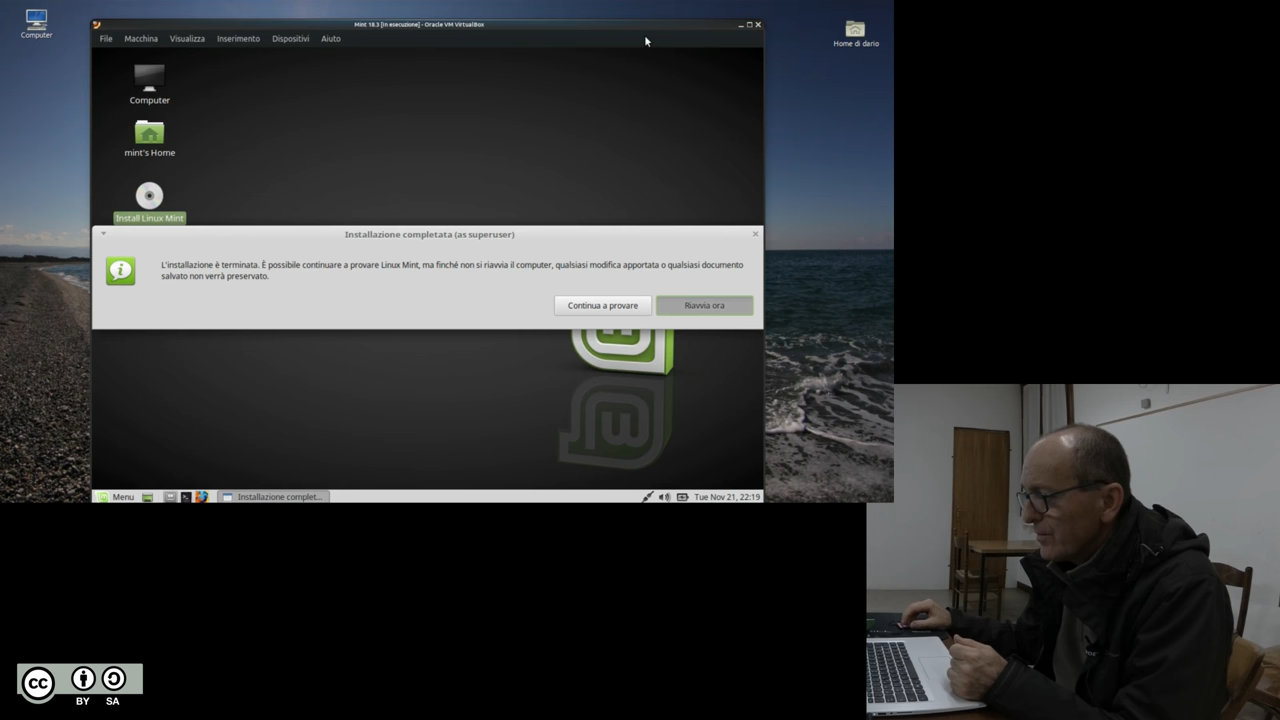 Computer
Mint 18.3 [In esecuzione] - Oracle VM VirtualBox
File Macchina Visualizza Inserimento Dispositivi Aiuto
Home di dario
Computer
mint's Home
Install Linux Mint
Installazione completata (as superuser)
L'installazione è terminata. È possibile continuare a provare Linux Mint, ma finché non si riavvia il computer, qualsiasi modifica apportata o qualsiasi documento
salvato non verrà preservato.
Continua a provare Riavvia ora
Menu Installazione complet... Tue Nov 21, 22:19
cc
BY SA